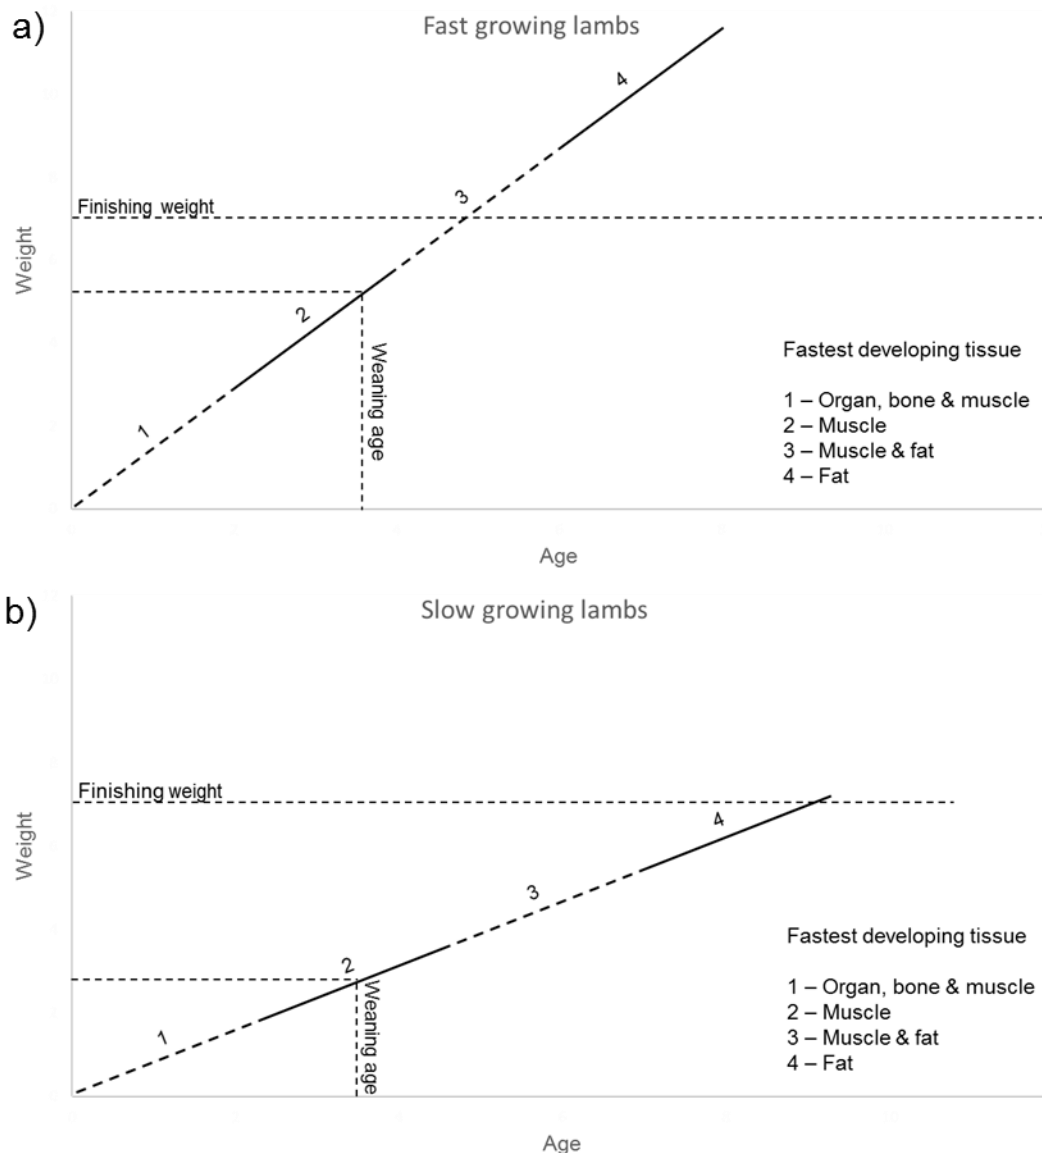 a)
Fast growing lambs
4
3
Finishing weight
Weight
2
Weaning age
Fastest developing tissue
1 – Organ, bone & muscle
2 – Muscle
3 – Muscle & fat
4 – Fat
1
Age
b)
Slow growing lambs
Finishing weight
4
Weight
3
2
Weaning age
Fastest developing tissue
1 – Organ, bone & muscle
2 – Muscle
3 – Muscle & fat
4 – Fat
1
Age